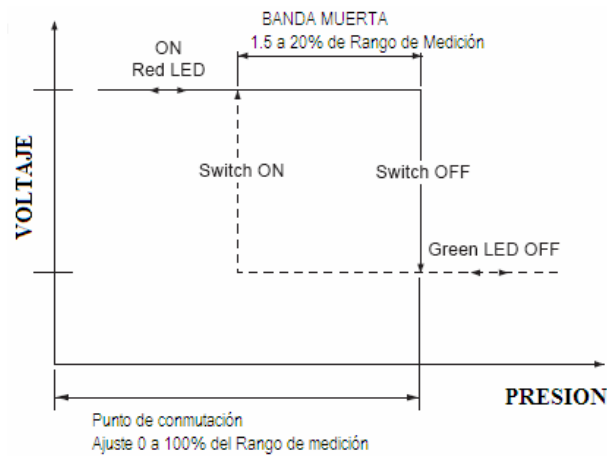 BANDA MUERTA
1.5 a 20% de Rango de Medición
ON
Red LED
VOLTAJE
Switch ON
Switch OFF
Green LED OFF
PRESION
Punto de conmutación
Ajuste 0 a 100% del Rango de medición